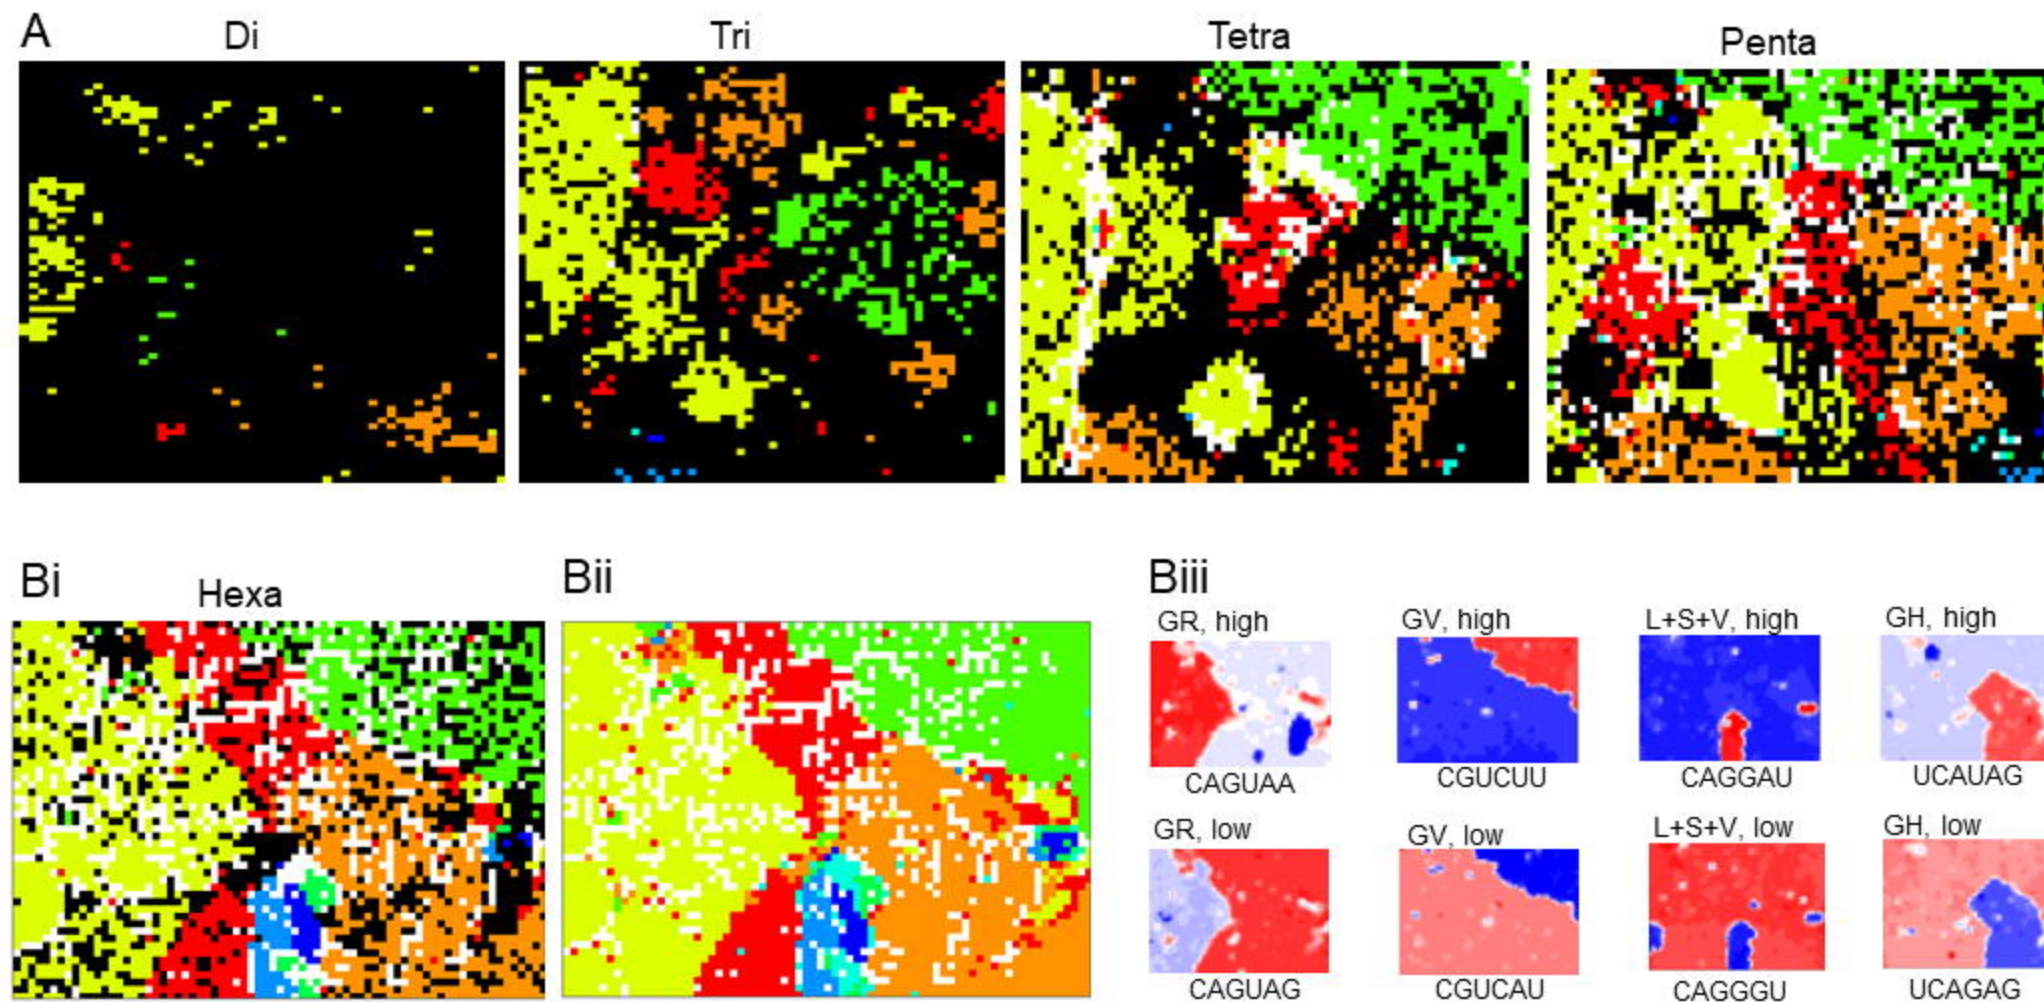 A
Di
Tri
Tetra
Penta
Bi
Hexa
Bii
Biii
GR, high
GV, high
L+S+V, high
GH, high
CAGUAA
CGUCUU
CAGGAU
UCAUAG
GR, low
GV, low
L+S+V, low
GH, low
CAGUAG
CGUCAU
CAGGGU
UCAGAG